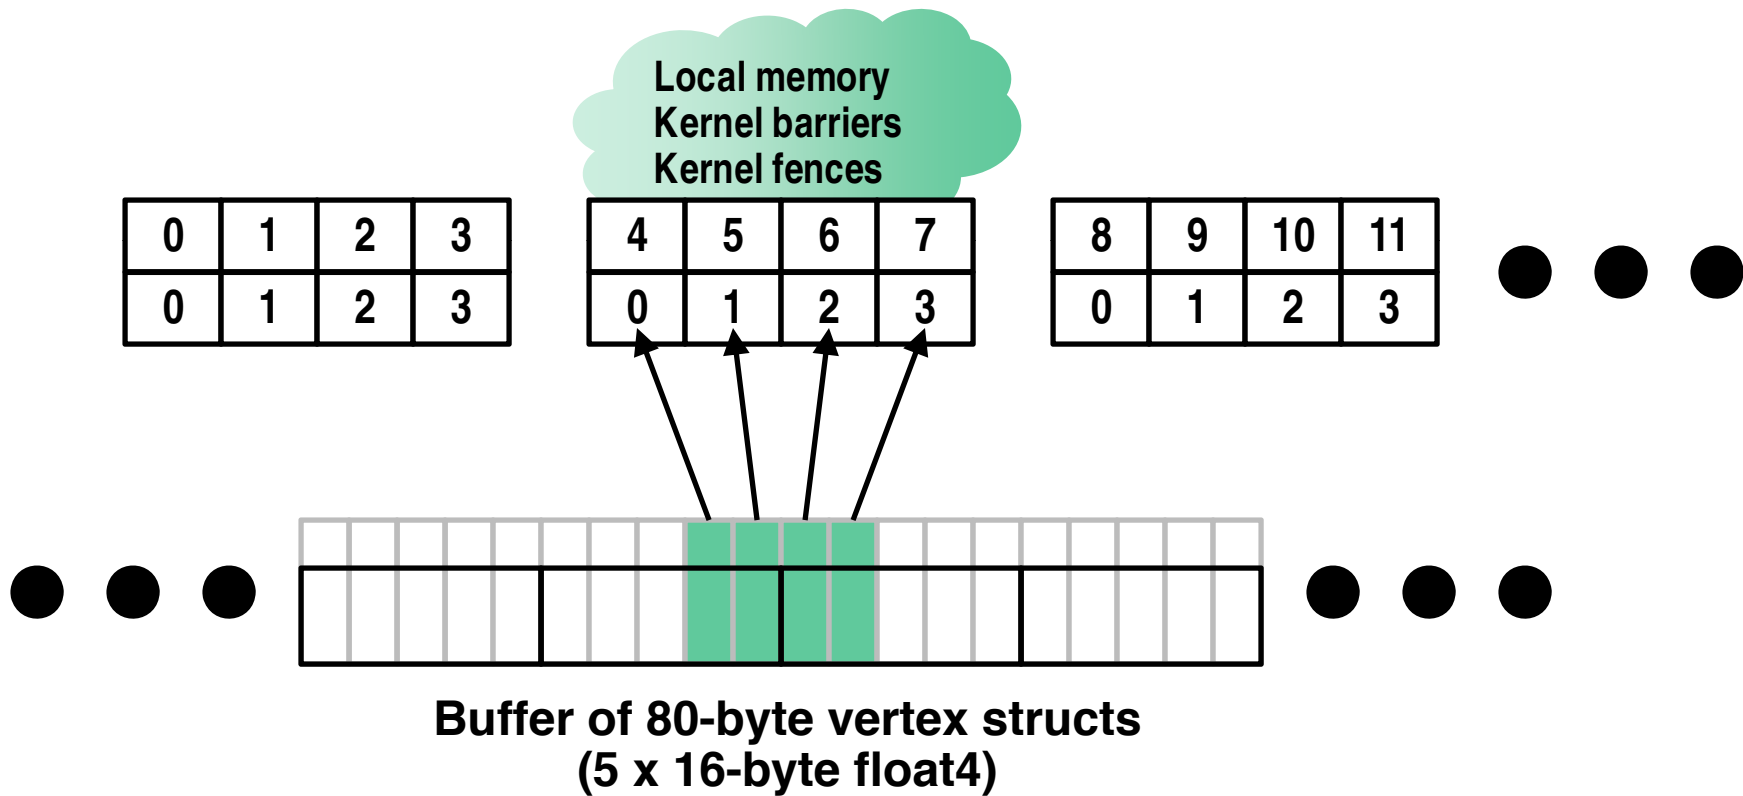 Local memory
Kernel barriers
Kernel fences
0 1 2 3 4 5 6 7 8 9 10 11
0 1 2 3 0 1 2 3 0 1 2 3
Buffer of 80-byte vertex structs
(5 x 16-byte float4)